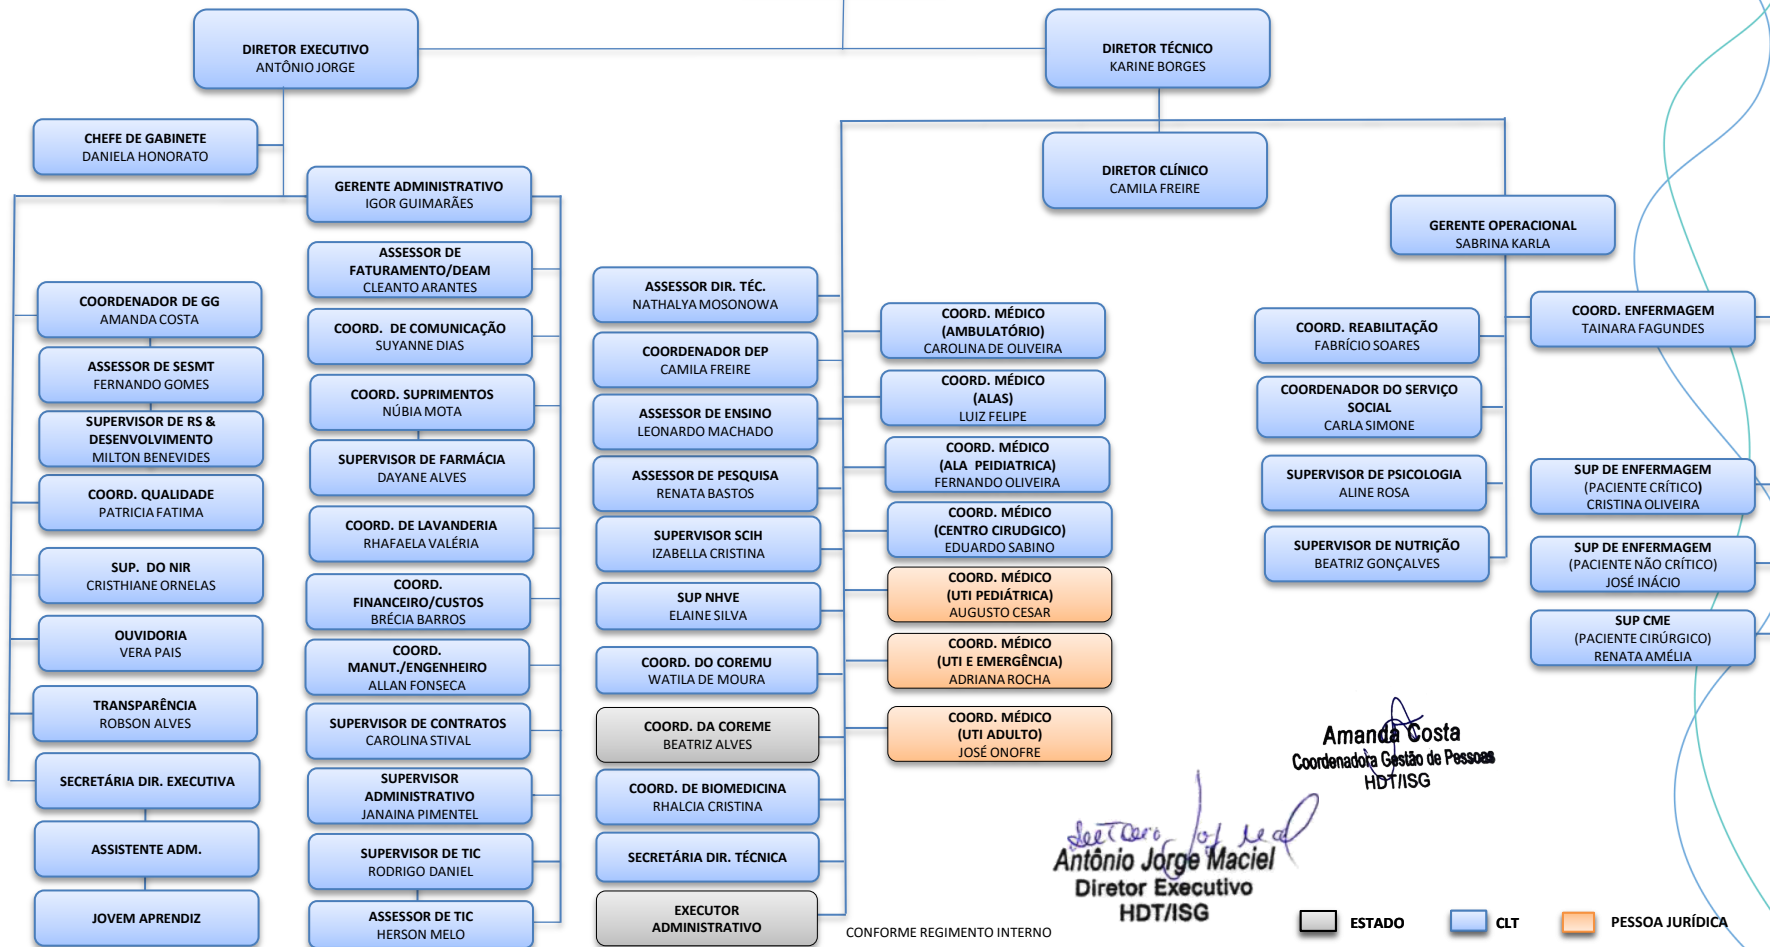 DIRETOR EXECUTIVO
ANTÔNIO JORGE
DIRETOR TÉCNICO
KARINE BORGES
CHEFE DE GABINETE
DANIELA HONORATO
DIRETOR CLÍNICO
CAMILA FREIRE
GERENTE ADMINISTRATIVO
IGOR GUIMARÃES
GERENTE OPERACIONAL
SABRINA KARLA
COORDENADOR DE GG
AMANDA COSTA
ASSESSOR DE SESMT
FERNANDO GOMES
SUPERVISOR DE RS &
DESENVOLVIMENTO
MILTON BENEVIDES
COORD. QUALIDADE
PATRICIA FATIMA
SUP. DO NIR
CRISTHIANE ORNELAS
OUVIDORIA
VERA PAIS
TRANSPARÊNCIA
ROBSON ALVES
SECRETÁRIA DIR. EXECUTIVA
ASSISTENTE ADM.
JOVEM APRENDIZ
ASSESSOR DE
FATURAMENTO/DEAM
CLEANTO ARANTES
COORD. DE COMUNICAÇÃO
SUYANNE DIAS
COORD. SUPRIMENTOS
NÚBIA MOTA
SUPERVISOR DE FARMÁCIA
DAYANE ALVES
COORD. DE LAVANDERIA
RHAFAELA VALÉRIA
COORD.
FINANCEIRO/CUSTOS
BRÉCIA BARROS
COORD.
MANUT./ENGENHEIRO
ALLAN FONSECA
SUPERVISOR DE CONTRATOS
CAROLINA STIVAL
SUPERVISOR
ADMINISTRATIVO
JANAINA PIMENTEL
SUPERVISOR DE TIC
RODRIGO DANIEL
ASSESSOR DE TIC
HERSON MELO
ASSESSOR DIR. TÉC.
NATHALYA MOSONOWA
COORDENADOR DEP
CAMILA FREIRE
ASSESSOR DE ENSINO
LEONARDO MACHADO
ASSESSOR DE PESQUISA
RENATA BASTOS
SUPERVISOR SCIH
IZABELLA CRISTINA
SUP NHVE
ELAINE SILVA
COORD. DO COREMU
WATILA DE MOURA
COORD. DA COREME
BEATRIZ ALVES
COORD. DE BIOMEDICINA
RHALCIA CRISTINA
SECRETÁRIA DIR. TÉCNICA
EXECUTOR
ADMINISTRATIVO
COORD. MÉDICO
(AMBULATÓRIO)
CAROLINA DE OLIVEIRA
COORD. MÉDICO
(ALAS)
LUIZ FELIPE
COORD. MÉDICO
(ALA PEIDIATRICA)
FERNANDO OLIVEIRA
COORD. MÉDICO
(CENTRO CIRUDGICO)
EDUARDO SABINO
COORD. MÉDICO
(UTI PEDIÁTRICA)
AUGUSTO CESAR
COORD. MÉDICO
(UTI E EMERGÊNCIA)
ADRIANA ROCHA
COORD. MÉDICO
(UTI ADULTO)
JOSÉ ONOFRE
COORD. REABILITAÇÃO
FABRÍCIO SOARES
COORDENADOR DO SERVIÇO
SOCIAL
CARLA SIMONE
SUPERVISOR DE PSICOLOGIA
ALINE ROSA
SUPERVISOR DE NUTRIÇÃO
BEATRIZ GONÇALVES
COORD. ENFERMAGEM
TAINARA FAGUNDES
SUP DE ENFERMAGEM
(PACIENTE CRÍTICO)
CRISTINA OLIVEIRA
SUP DE ENFERMAGEM
(PACIENTE NÃO CRÍTICO)
JOSÉ INÁCIO
SUP CME
(PACIENTE CIRÚRGICO)
RENATA AMÉLIA
Amanda Costa
Coordenadora Gestão de Pessoas
HDT/ISG
Antônio Jorge Maciel
Diretor Executivo
HDT/ISG
CONFORME REGIMENTO INTERNO
ESTADO
CLT
PESSOA JURÍDICA